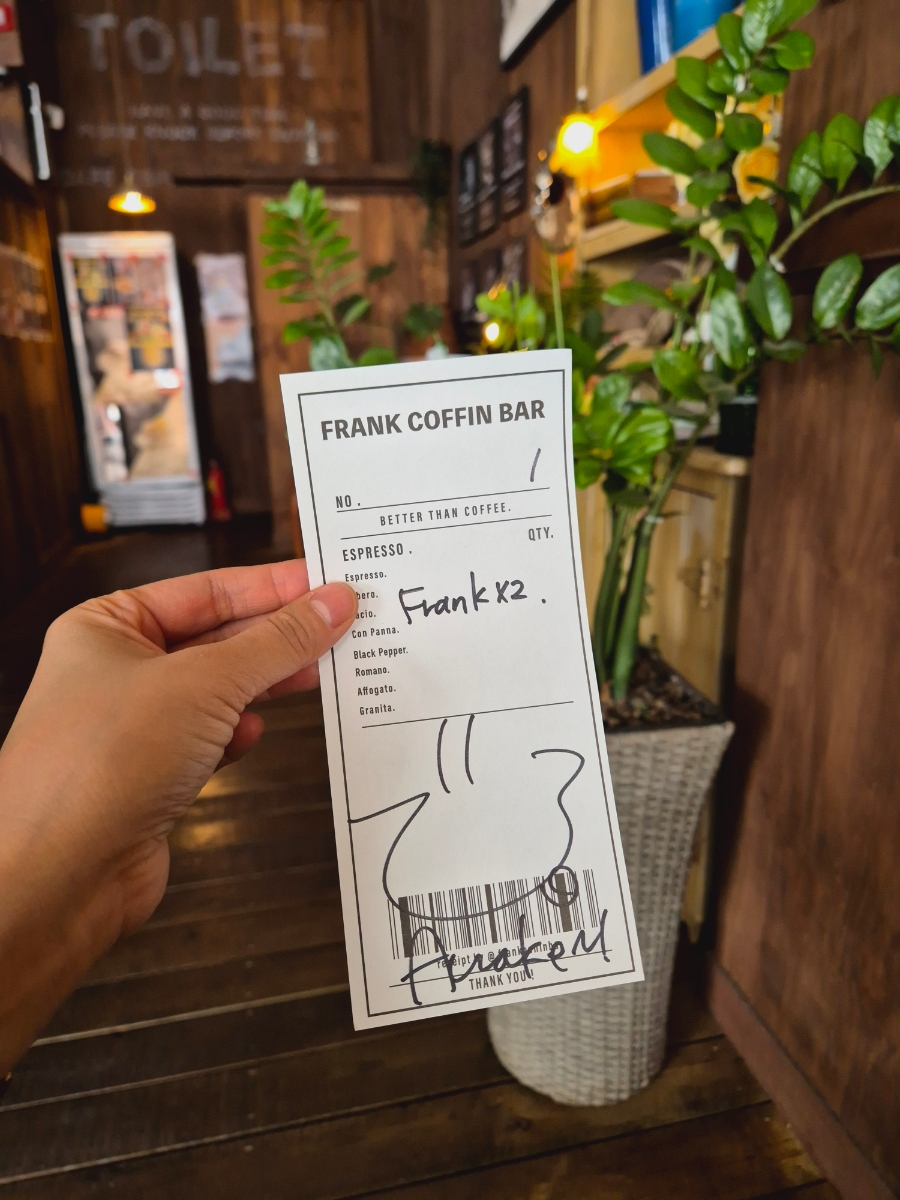 TOILET
FRANK COFFIN BAR
NO. 1
BETTER THAN COFFEE.
ESPRESSO. QTY.
Espresso.
Frank x2.
Con Panna.
Black Pepper.
Romano.
Affogato.
Granita.
THANK YOU!